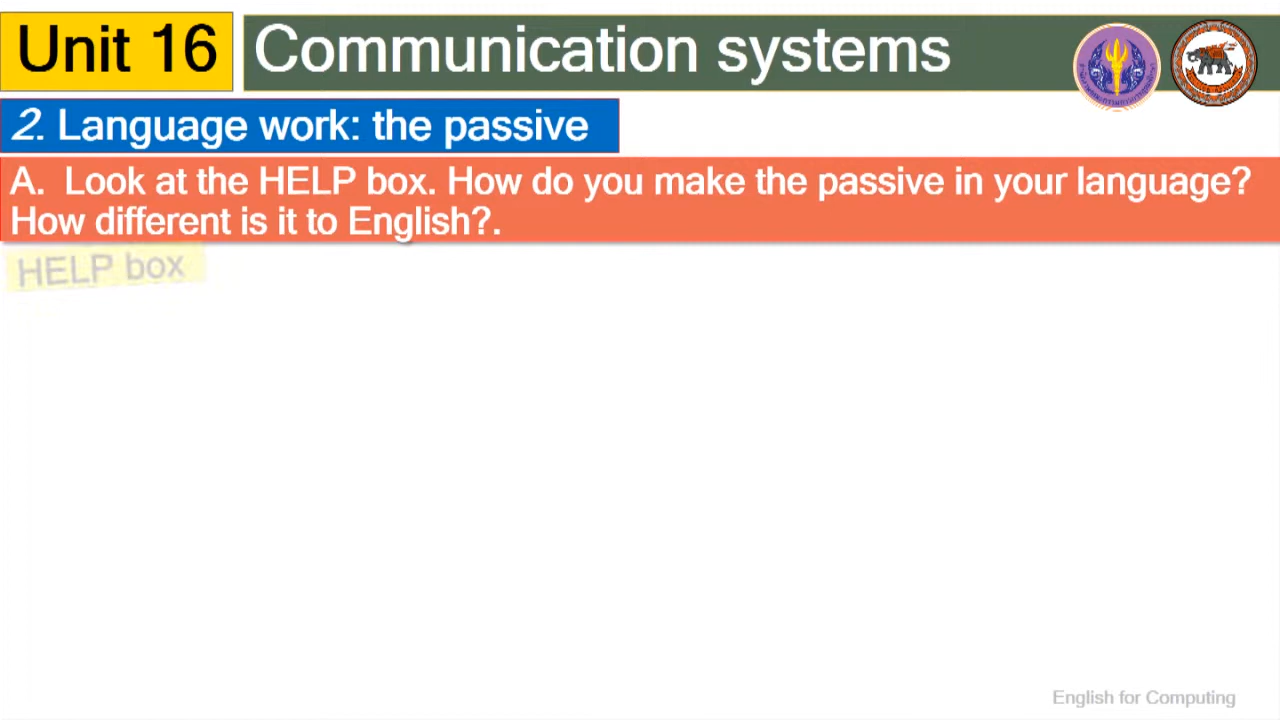 Unit 16
Communication systems
2. Language work: the passive
A. Look at the HELP box. How do you make the passive in your language?
How different is it to English?.
HELP box
English for Computing